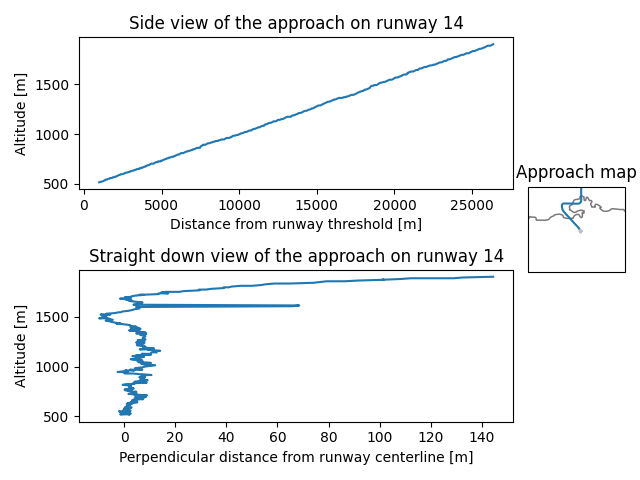 Side view of the approach on runway 14
Altitude [m]
1500
1000
500
0
5000
10000
15000
20000
25000
Distance from runway threshold [m]
Approach map
Straight down view of the approach on runway 14
Altitude [m]
1500
1000
500
0
20
40
60
80
100
120
140
Perpendicular distance from runway centerline [m]